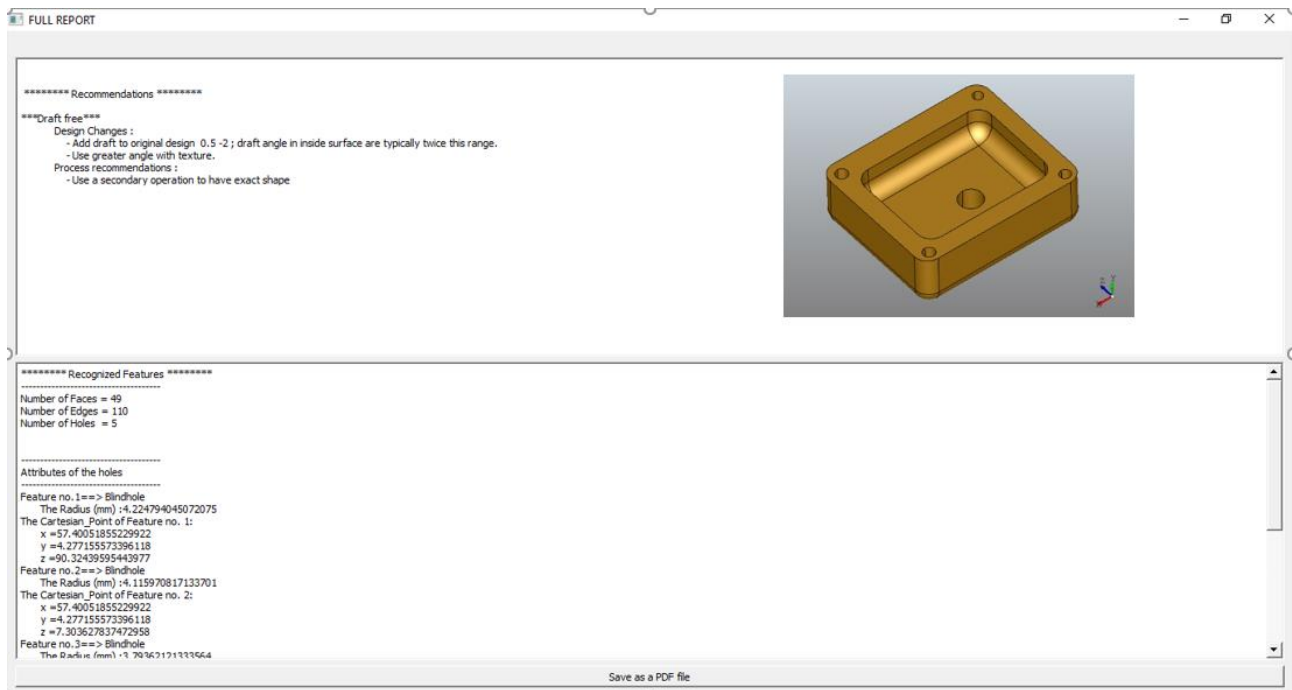 FULL REPORT
******** Recommendations ********
***Draft free***
Design Changes :
- Add draft to original design 0.5 -2 ; draft angle in inside surface are typically twice this range.
- Use greater angle with texture.
Process recommendations :
- Use a secondary operation to have exact shape
******** Recognized Features ********
-------------------------------------
Number of Faces = 49
Number of Edges = 110
Number of Holes = 5
-------------------------------------
Attributes of the holes
-------------------------------------
Feature no.1==> Blindhole
The Radius (mm) :4.224794045072075
The Cartesian_Point of Feature no. 1:
x =57.40051855229922
y =4.277155573396118
z =90.32439595443977
Feature no.2==> Blindhole
The Radius (mm) :4.115970817133701
The Cartesian_Point of Feature no. 2:
x =57.40051855229922
y =4.277155573396118
z =7.303627837472958
Feature no.3==> Blindhole
The Radius (mm) :3.79362121333564
Save as a PDF file